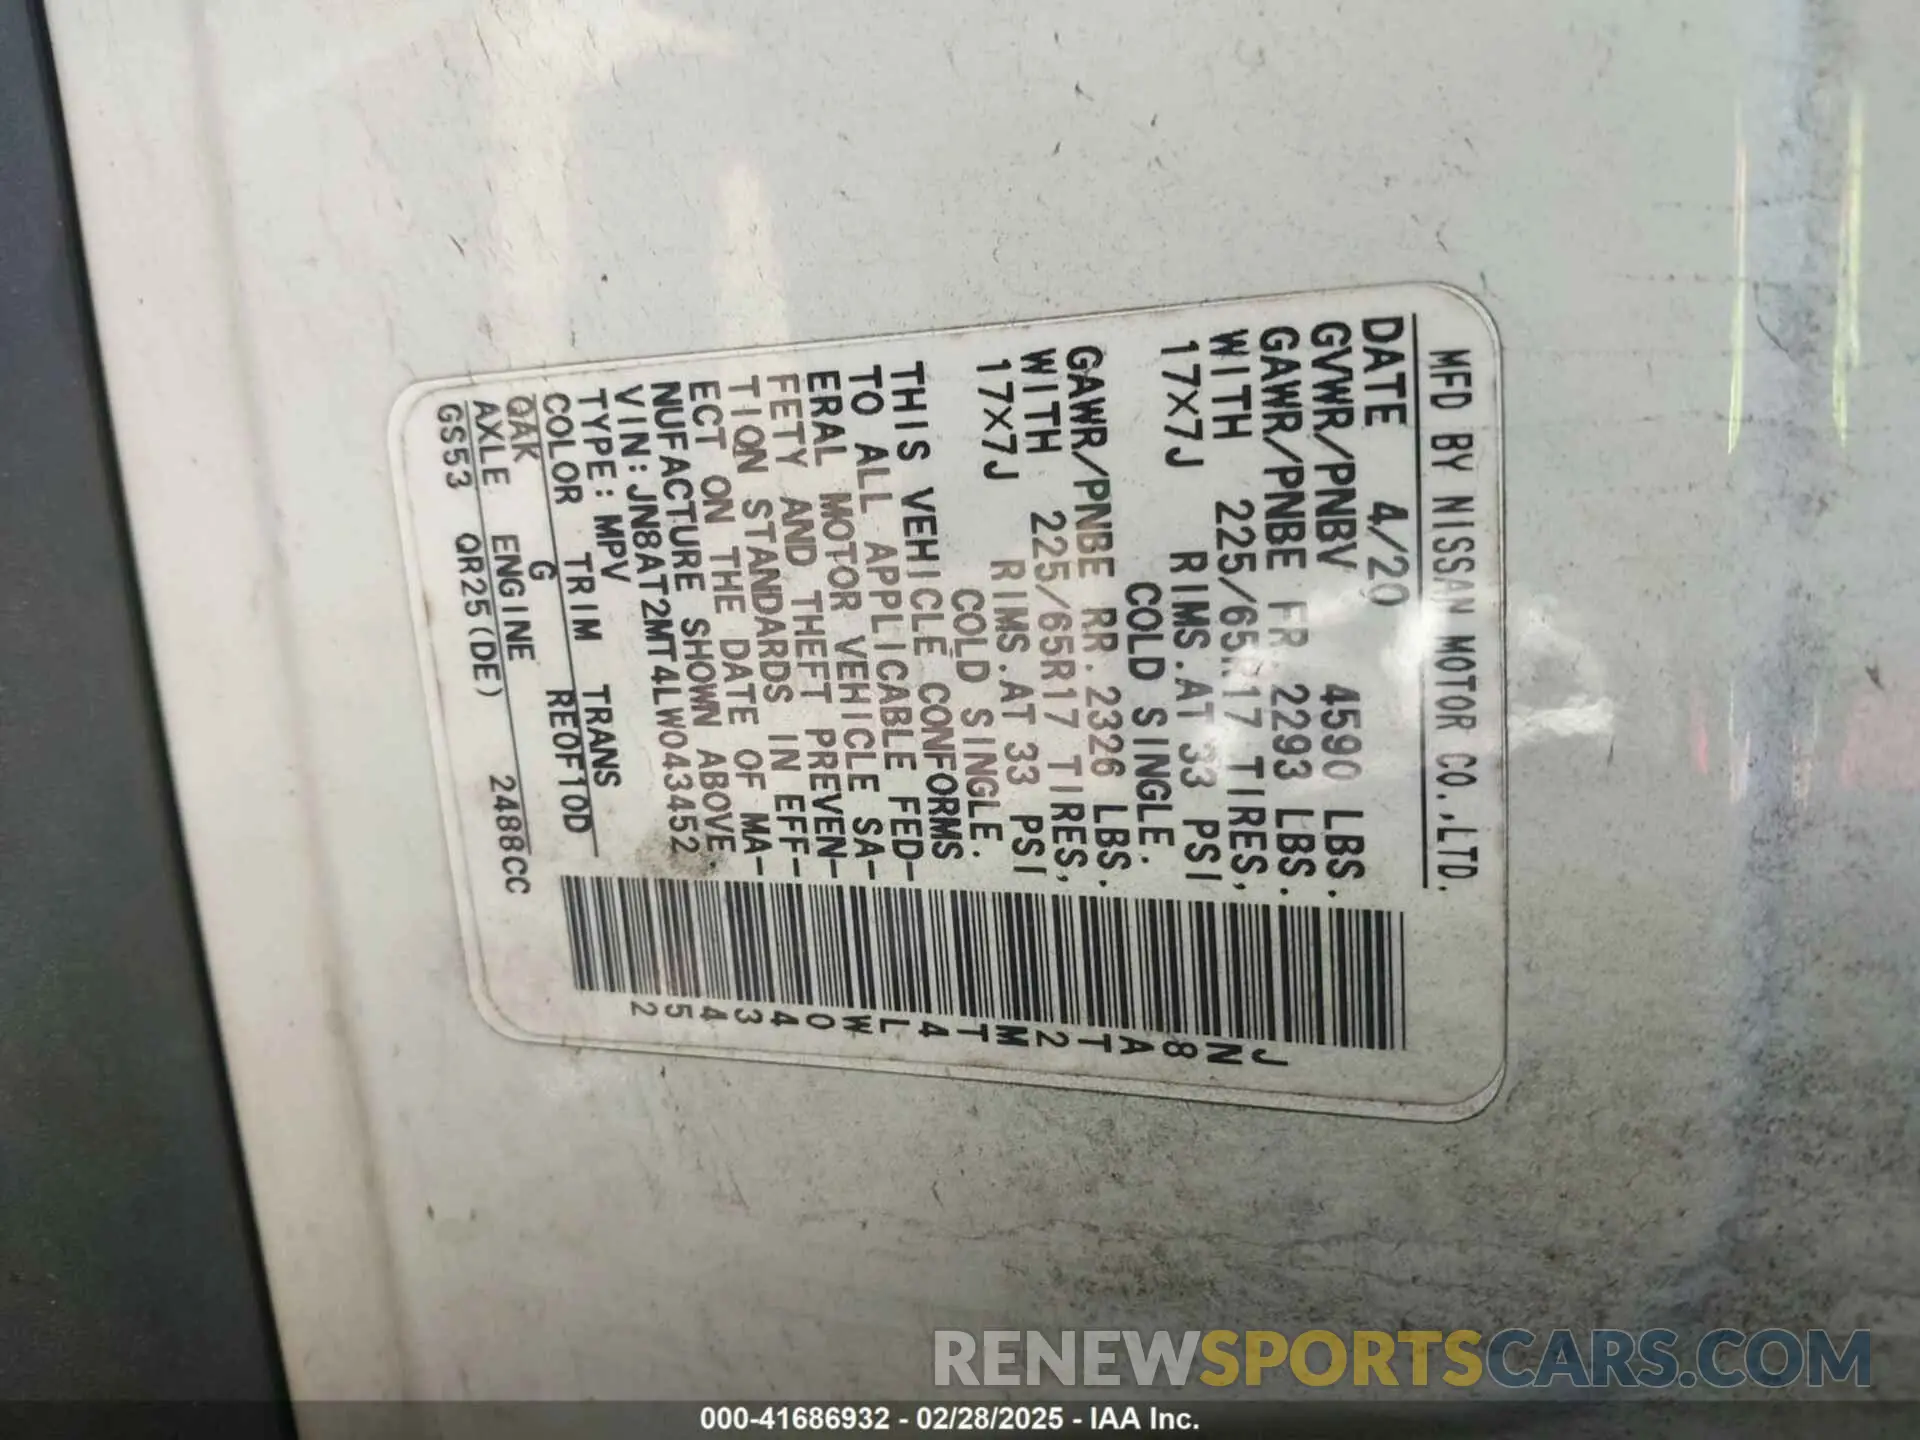 MFD BY NISSAN MOTOR CO.,LTD.
DATE 4/20
GVWR/PNBV 4590 LBS.
GAWR/PNBE FR. 2293 LBS.
WITH 225/65R17 TIRES,
17×7J RIMS.AT 33 PSI
COLD SINGLE.
GAWR/PNBE RR. 2326 LBS.
WITH 225/65R17 TIRES,
17×7J RIMS.AT 33 PSI
COLD SINGLE.
THIS VEHICLE CONFORMS
TO ALL APPLICABLE FED-
ERAL MOTOR VEHICLE SA-
FETY AND THEFT PREVEN-
TION STANDARDS IN EFF-
ECT ON THE DATE OF MA-
NUFACTURE SHOWN ABOVE.
VIN:JN8AT2MT4LW043452
TYPE:MPV
COLOR TRIM TRANS
QAK G RE0F10D
AXLE ENGINE
GS53 QR25(DE) 2488CC
JN8AT2MT4LW043452
RENEWSPORTSCARS.COM
000-41686932 - 02/28/2025 - IAA Inc.